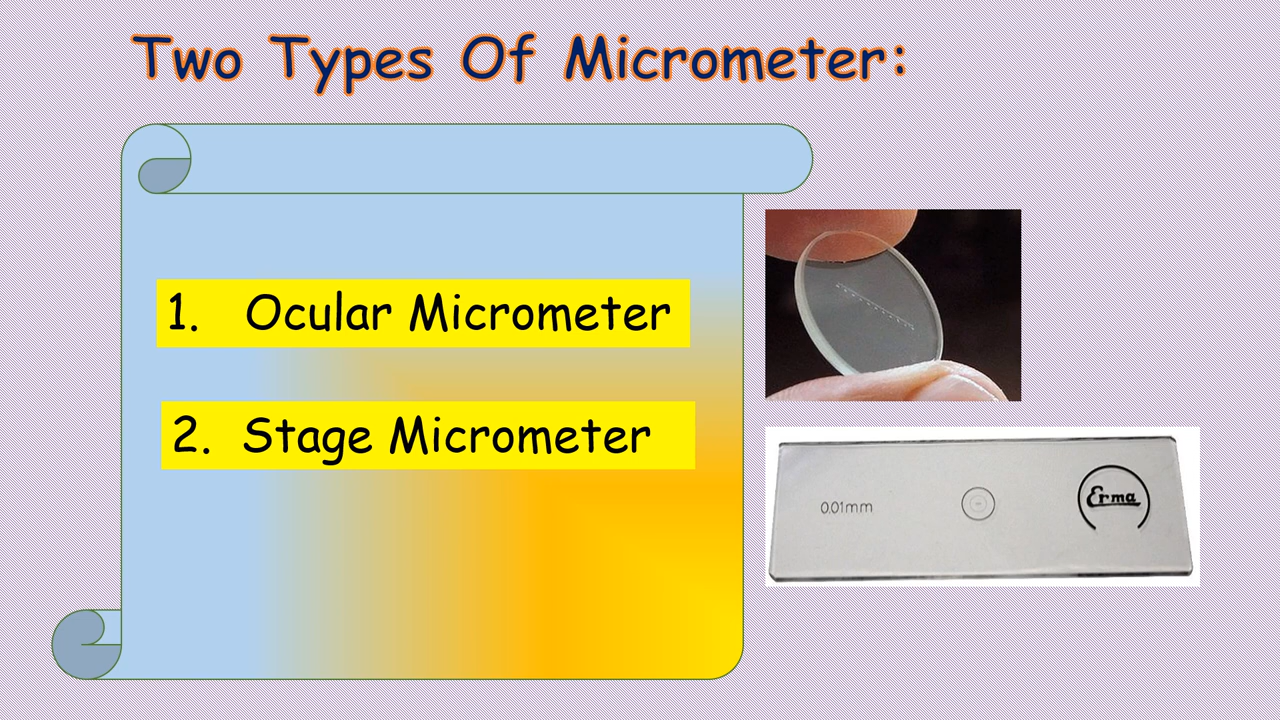 Two Types Of Micrometer:
1. Ocular Micrometer
2. Stage Micrometer
0.01mm
Erma